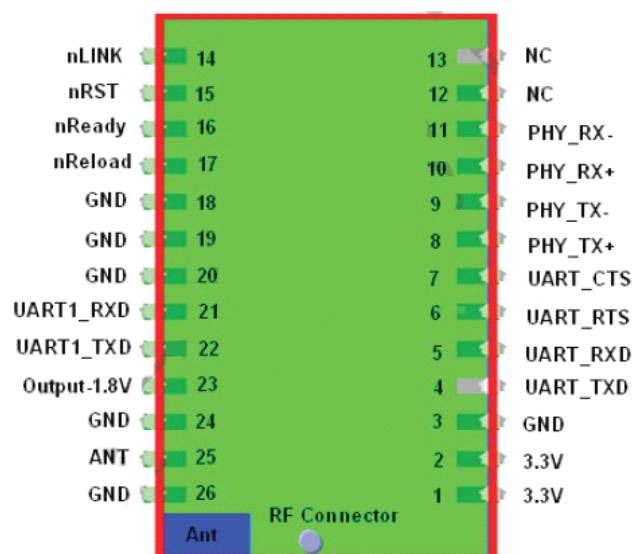 nLINK 14 13 NC
nRST 15 12 NC
nReady 16 11 PHY_RX-
nReload 17 10 PHY_RX+
GND 18 9 PHY_TX-
GND 19 8 PHY_TX+
GND 20 7 UART_CTS
UART1_RXD 21 6 UART_RTS
UART1_TXD 22 5 UART_RXD
Output-1.8V 23 4 UART_TXD
GND 24 3 GND
ANT 25 2 3.3V
GND 26 1 3.3V
RF Connector
Ant